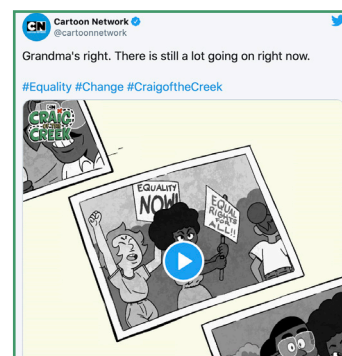 CN
Cartoon Network
@cartoonnetwork
Grandma's right. There is still a lot going on right now.
#Equality #Change #CraigoftheCreek
CN
CRAIG
OF THE
CREEK
EQUALITY
NOW!
EQUAL
RIGHTS
FOR
ALL!!